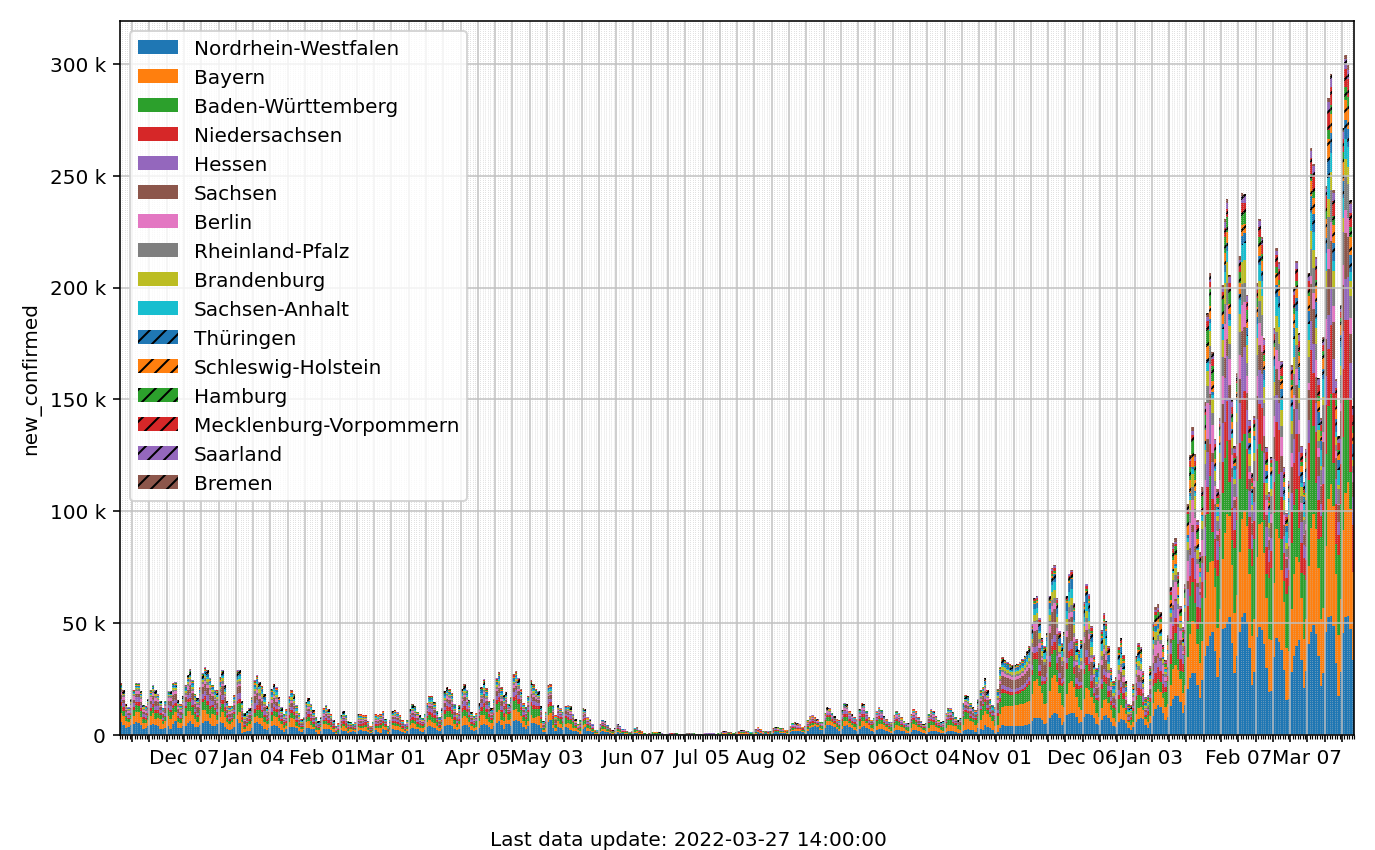 300 k
250 k
200 k
150 k
100 k
50 k
0
new_confirmed
Nordrhein-Westfalen
Bayern
Baden-Württemberg
Niedersachsen
Hessen
Sachsen
Berlin
Rheinland-Pfalz
Brandenburg
Sachsen-Anhalt
Thüringen
Schleswig-Holstein
Hamburg
Mecklenburg-Vorpommern
Saarland
Bremen
Dec 07 Jan 04 Feb 01 Mar 01 Apr 05 May 03 Jun 07 Jul 05 Aug 02 Sep 06 Oct 04 Nov 01 Dec 06 Jan 03 Feb 07 Mar 07
Last data update: 2022-03-27 14:00:00